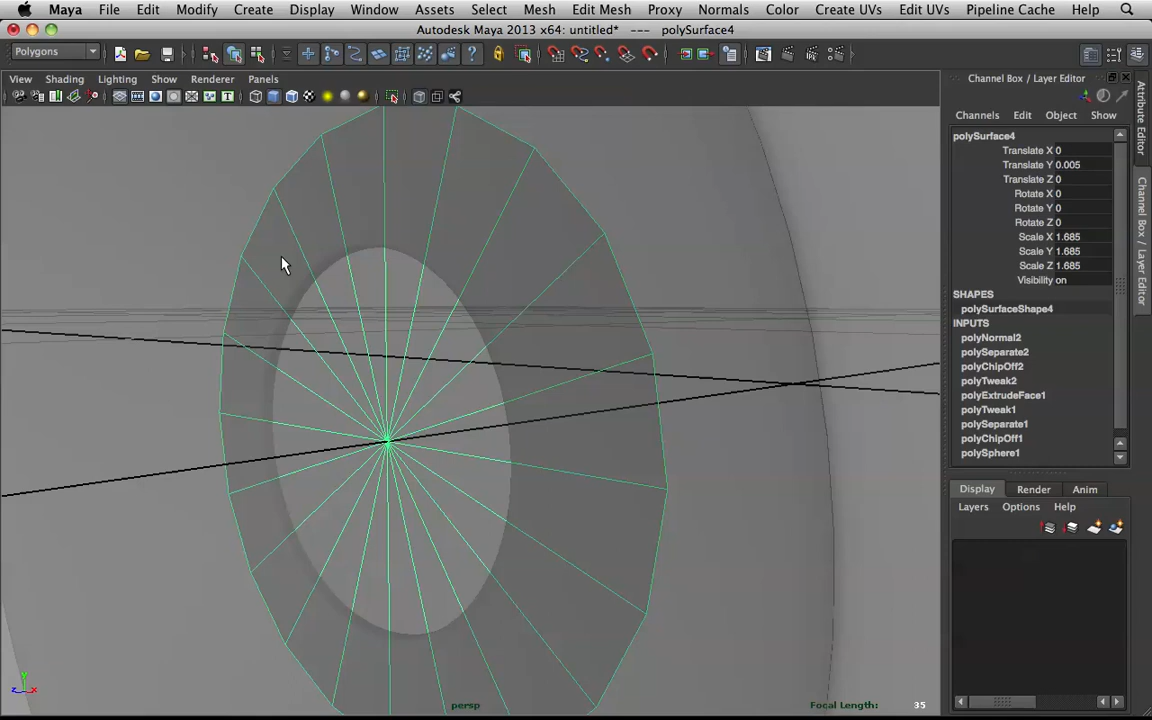 Maya File Edit Modify Create Display Window Assets Select Mesh Edit Mesh Proxy Normals Color Create UVs Edit UVs Pipeline Cache Help
Autodesk Maya 2013 x64: untitled* --- polySurface4
Polygons
View Shading Lighting Show Renderer Panels
Channel Box / Layer Editor
Channels Edit Object Show
polySurface4
Translate X 0
Translate Y 0.005
Translate Z 0
Rotate X 0
Rotate Y 0
Rotate Z 0
Scale X 1.685
Scale Y 1.685
Scale Z 1.685
Visibility on
SHAPES
polySurfaceShape4
INPUTS
polyNormal2
polySeparate2
polyChipOff2
polyTweak2
polyExtrudeFace1
polyTweak1
polySeparate1
polyChipOff1
polySphere1
Display Render Anim
Layers Options Help
Attribute Editor
Channel Box / Layer Editor
y
z x
persp
Focal Length: 35